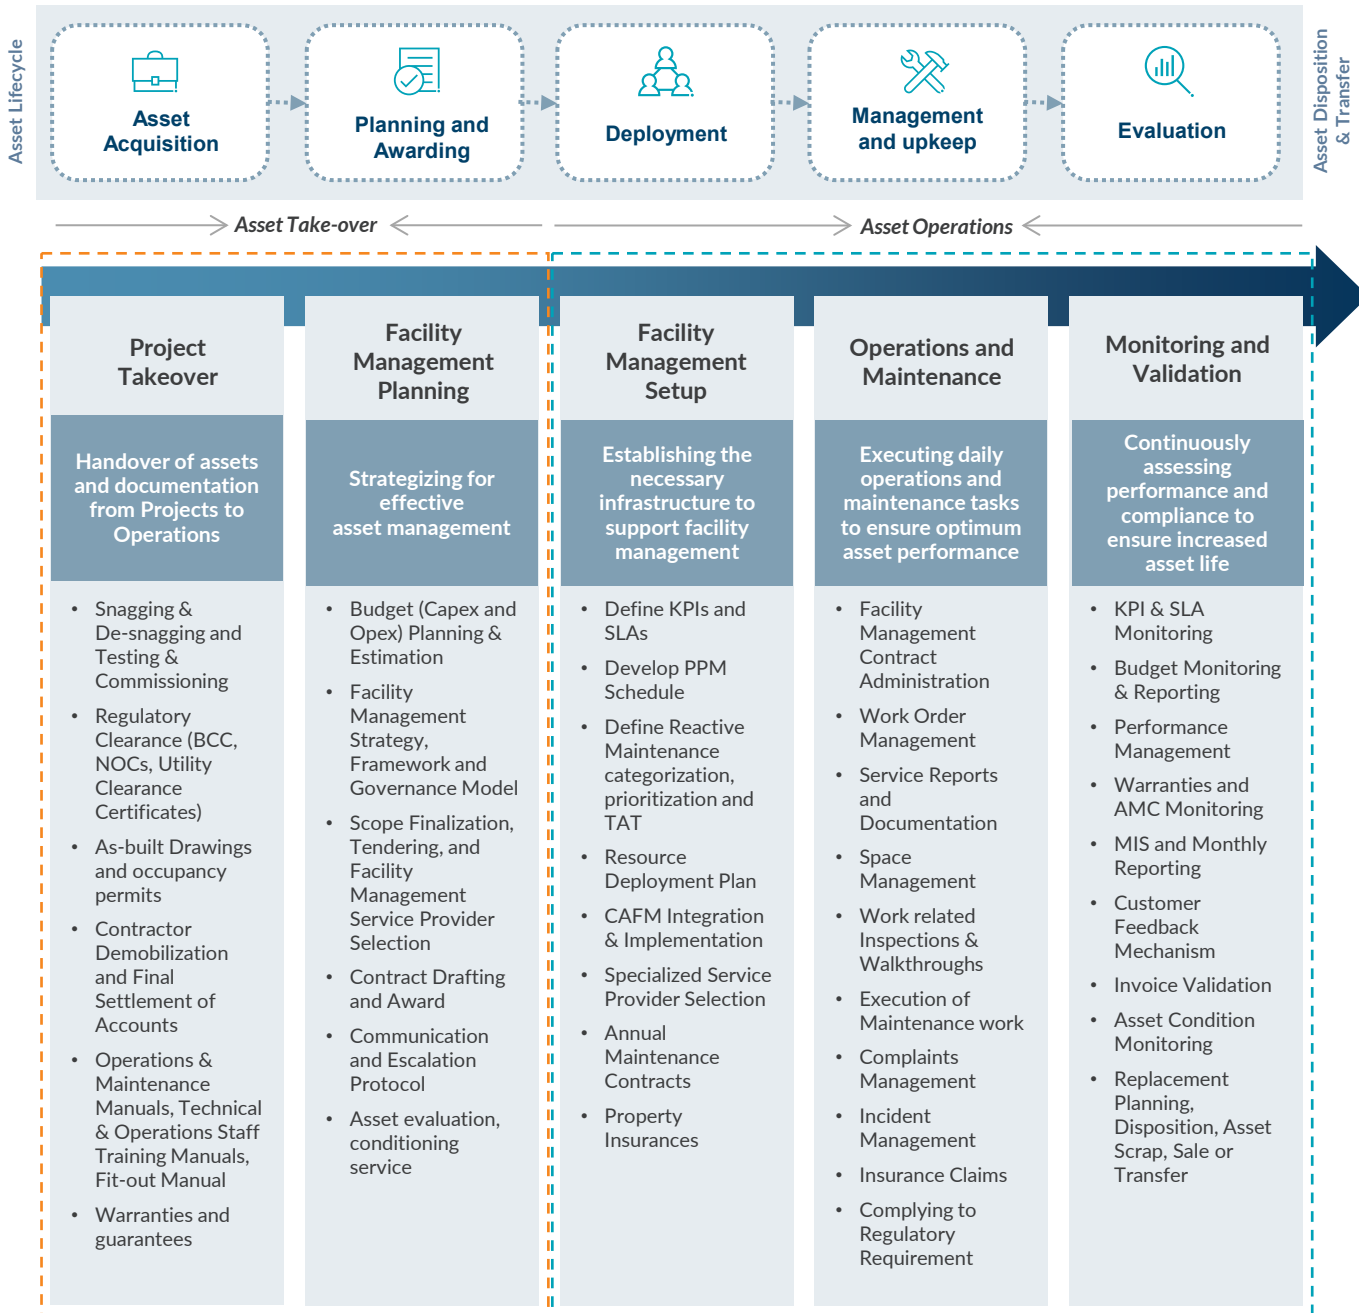 Asset Lifecycle
Asset
Acquisition
Planning and
Awarding
Deployment
Management
and upkeep
Evaluation
Asset Disposition
& Transfer
Asset Take-over
Asset Operations
Project
Takeover
Handover of assets
and documentation
from Projects to
Operations
• Snagging &
De-snagging and
Testing &
Commissioning
• Regulatory
Clearance (BCC,
NOCs, Utility
Clearance
Certificates)
• As-built Drawings
and occupancy
permits
• Contractor
Demobilization
and Final
Settlement of
Accounts
• Operations &
Maintenance
Manuals, Technical
& Operations Staff
Training Manuals,
Fit-out Manual
• Warranties and
guarantees
Facility
Management
Planning
Strategizing for
effective
asset management
• Budget (Capex and
Opex) Planning &
Estimation
• Facility
Management
Strategy,
Framework and
Governance Model
• Scope Finalization,
Tendering, and
Facility
Management
Service Provider
Selection
• Contract Drafting
and Award
• Communication
and Escalation
Protocol
• Asset evaluation,
conditioning
service
Facility
Management
Setup
Establishing the
necessary
infrastructure to
support facility
management
• Define KPIs and
SLAs
• Develop PPM
Schedule
• Define Reactive
Maintenance
categorization,
prioritization and
TAT
• Resource
Deployment Plan
• CAFM Integration
& Implementation
• Specialized Service
Provider Selection
• Annual
Maintenance
Contracts
• Property
Insurances
Operations and
Maintenance
Executing daily
operations and
maintenance tasks
to ensure optimum
asset performance
• Facility
Management
Contract
Administration
• Work Order
Management
• Service Reports
and
Documentation
• Space
Management
• Work related
Inspections &
Walkthroughs
• Execution of
Maintenance work
• Complaints
Management
• Incident
Management
• Insurance Claims
• Complying to
Regulatory
Requirement
Monitoring and
Validation
Continuously
assessing
performance and
compliance to
ensure increased
asset life
• KPI & SLA
Monitoring
• Budget Monitoring
& Reporting
• Performance
Management
• Warranties and
AMC Monitoring
• MIS and Monthly
Reporting
• Customer
Feedback
Mechanism
• Invoice Validation
• Asset Condition
Monitoring
• Replacement
Planning,
Disposition, Asset
Scrap, Sale or
Transfer